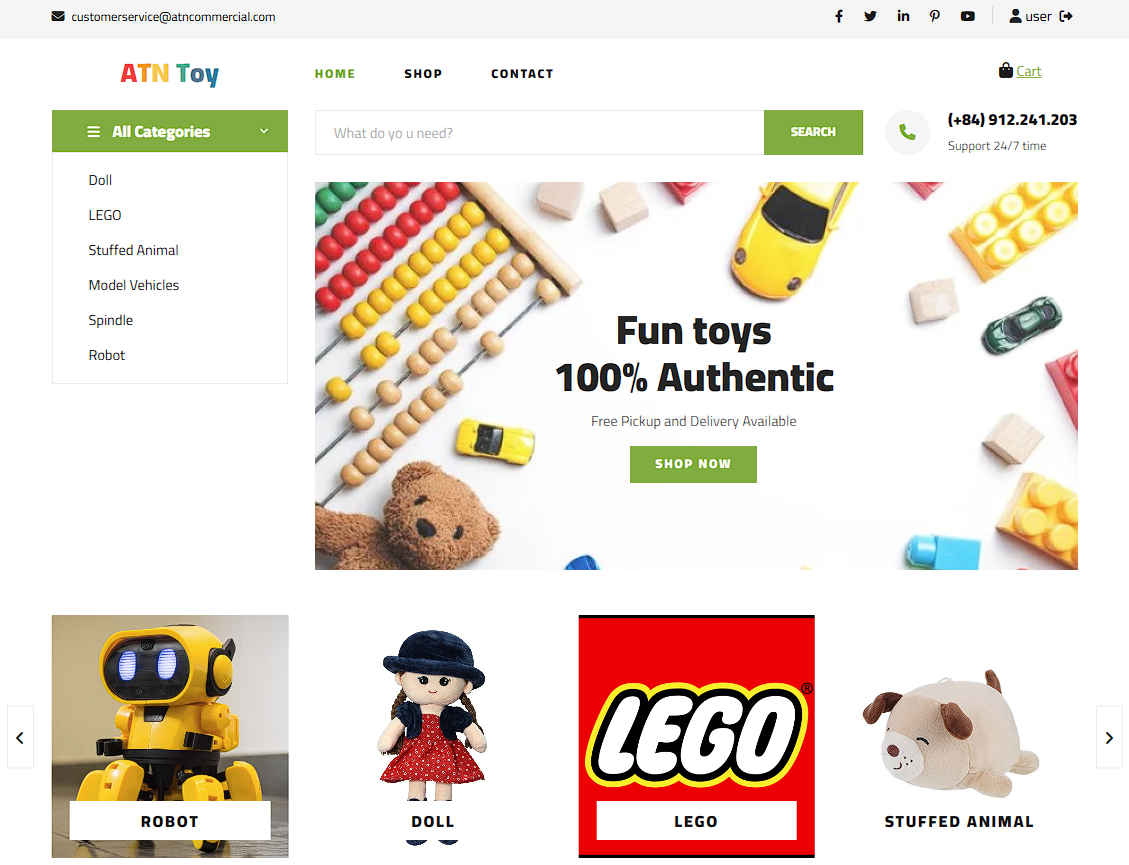 customerservice@atncommercial.com
user
ATN Toy
HOME
SHOP
CONTACT
Cart
All Categories
What do yo u need?
SEARCH
(+84) 912.241.203
Support 24/7 time
Doll
LEGO
Stuffed Animal
Model Vehicles
Spindle
Robot
Fun toys
100% Authentic
Free Pickup and Delivery Available
SHOP NOW
LEGO®
ROBOT
DOLL
LEGO
STUFFED ANIMAL